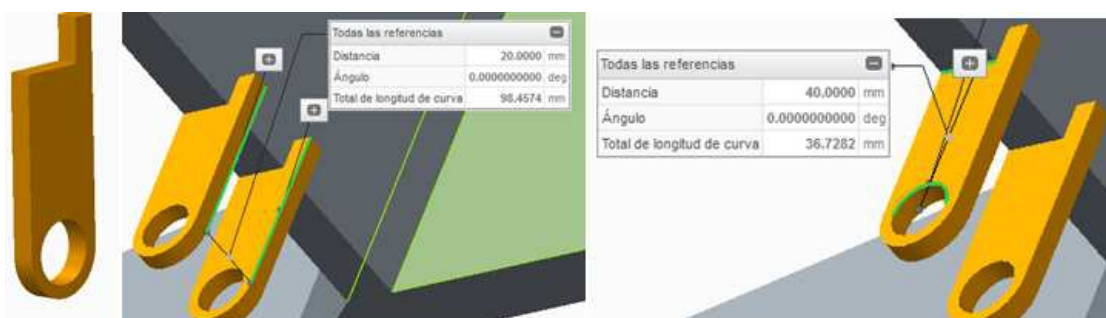 Todas las referencias
Distancia 20.0000 mm
Ángulo 0.0000000000 deg
Total de longitud de curva 98.4574 mm
Todas las referencias
Distancia 40.0000 mm
Ángulo 0.0000000000 deg
Total de longitud de curva 36.7282 mm